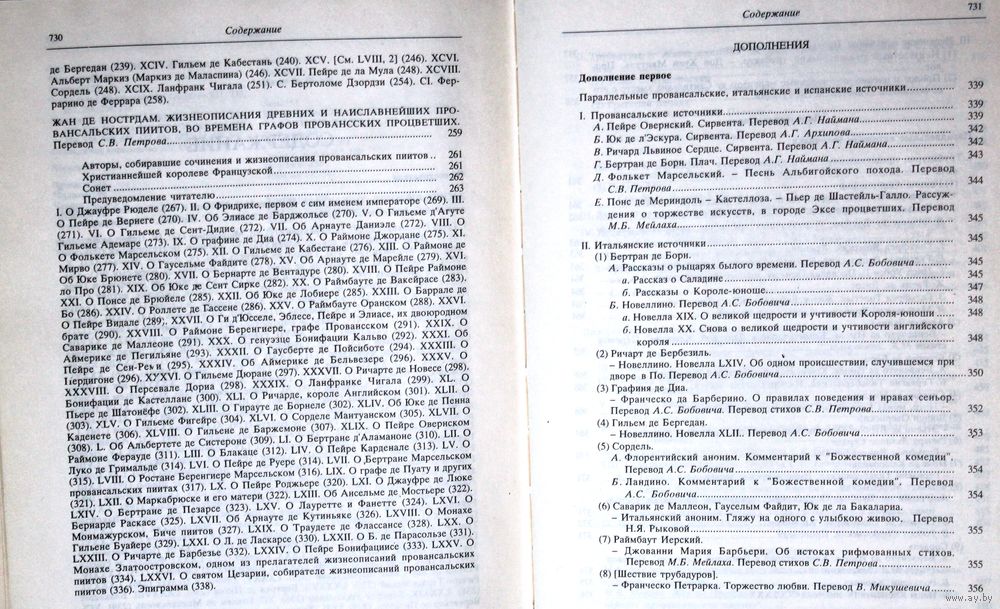 730
Содержание
де Бергедан (239). XCIV. Гильем де Кабестань (240). XCV. [См. LVIII, 2] (246). XCVI.
Альберт Маркиз (Маркиз де Маласпина) (246). XCVII. Пейре де ла Мула (248). XCVIII.
Сордель (248). XCIX. Ланфранк Чигала (251). C. Бертоломе Дзордзи (254). CI. Фер-
рарино де Феррара (258).
ЖАН ДЕ НОСТРДАМ. ЖИЗНЕОПИСАНИЯ ДРЕВНИХ И НАИСЛАВНЕЙШИХ ПРО-
ВАНСАЛЬСКИХ ПИИТОВ, ВО ВРЕМЕНА ГРАФОВ ПРОВАНССКИХ ПРОЦВЕТШИХ.
Перевод С.В. Петрова 259
Авторы, собиравшие сочинения и жизнеописания провансальских пиитов .. 261
Христианнейшей королеве Французской 261
Сонет 262
Предуведомление читателю 263
I. О Джауфре Рюделе (267). II. О Фридрихе, первом с сим именем императоре (269). III.
О Пейре де Вернеге (270). IV. Об Элиасе де Барджольсе (270). V. О Гильеме д'Агуте
(271). VI. О Гильеме де Сент-Дидие (272). VII. Об Арнауте Даниэле (272). VIII. О
Гильеме Адемаре (273). IX. О графине де Диа (274). X. О Раймоне Джордане (275). XI.
О Фолькете Марсельском (275). XII. О Гильеме де Кабестане (276). XIII. О Раймоне де
Мирво (277). XIV. О Гаусельме Файдите (278). XV. Об Арнауте де Марейле (279). XVI.
Об Юке Брюнете (280). XVII. О Бернарте де Вентадуре (280). XVIII. О Пейре Раймоне
ло Про (281). XIX. Об Юке де Сент Сирке (282). XX. О Раймбауте де Вакейрасе (283).
XXI. О Понсе де Брюйеле (285). XXII. Об Юке де Лобиере (285). XXIII. О Баррале де
Бо (286). XXIV. О Роллете де Гассене (286). XXV. О Раймбауте Оранском (288). XXVI.
О Пейре Видале (289). XXVII. О Ги д'Юсселе, Эблесе, Пейре и Элиасе, их двоюродном
брате (290). XXVIII. О Раймоне Беренгиере, графе Провансском (291). XXIX. О
Саварике де Маллеоне (291). XXX. О генуэзце Бонифации Кальво (292). XXXI. О
Аймерике де Пегильяне (293). XXXII. О Гаусберте де Пойсиботе (294). XXXIII. О
Пейре де Сен-Реми (295). XXXIV. Об Аймерике де Бельвезере (296). XXXV. О
Пердигоне (296). XXXVI. О Гильеме Дюране (297). XXXVII. О Ричарте де Новесе (298).
XXXVIII. О Персевале Дориа (298). XXXIX. О Ланфранке Чигала (299). XL. О
Бонифации де Кастеллане (300). XLI. О Ричарде, короле Английском (301). XLII. О
Пьере де Шатонёфе (302). XLIII. О Гирауте де Борнеле (302). XLIV. Об Юке де Пенна
(303). XLV. О Гильеме Фигейре (304). XLVI. О Сорделе Мантуанском (305). XLVII. О
Каденете (306). XLVIII. О Гильеме де Баржемоне (307). XLIX. О Пейре Овернском
(308). L. Об Альбертете де Систероне (309). LI. О Бертране д'Аламаноне (310). LII. О
Раймоне Ферауде (311). LIII. О Блакаце (312). LIV. О Пейре Карденале (313). LV. О
Луко де Гримальде (314). LVI. О Пейре де Руере (314). LVII. О Бертране Марсельском
(315). LVIII. О Ростане Беренгиере Марсельском (316). LIX. О графе де Пуату и других
провансальских пиитах (317). LX. О Пейре Роджьере (320). LXI. О Джауфре де Люке
(321). LXII. О Маркабрюске и его матери (322). LXIII. Об Ансельме де Мостьере (322).
LXIV. О Бертране де Пезарсе (323). LXV. О Лауретте и Фанетте (324). LXVI. О
Бернарде Раскасе (325). LXVII. Об Арнауте де Кутиньяке (326). LXVIII. О Монахе
Монмажурском, Биче пиитов (327). LXIX. О Траудете де Флассансе (328). LXX. О
Гильене Буайере (329). LXXI. О Л. де Ласкарсе (330). LXXII. О Б. де Парасользе (331).
LXXIII. О Ричарте де Барбезье (332). LXXIV. О Пейре Бонифациисе (333). LXXV. О
Монахе Златоостровском, одном из прелагателей жизнеописаний провансальских
пиитов (334). LXXVI. О святом Цезарии, собирателе жизнеописаний провансальских
пиитов (336). Эпиграмма (338).
Содержание
731
ДОПОЛНЕНИЯ
Дополнение первое
Параллельные провансальские, итальянские и испанские источники 339
I. Провансальские источники 339
А. Пейре Овернский. Сирвента. Перевод А.Г. Наймана 339
Б. Юк де л'Эскура. Сирвента. Перевод А.Г. Архипова 342
В. Ричард Львиное Сердце. Сирвента. Перевод А.Г. Наймана 342
Г. Бертран де Борн. Плач. Перевод А.Г. Наймана 343
Д. Фолькет Марсельский. – Песнь Альбигойского похода. Перевод
С.В. Петрова 344
Е. Понс де Мериндоль – Кастеллоза. – Пьер де Шастейль-Галло. Рассуж-
дения о торжестве искусств, в городе Эксе процветших. Перевод
М.Б. Мейлаха 345
II. Итальянские источники 345
(1) Бертран де Борн.
А. Рассказы о рыцарях былого времени. Перевод А.С. Бобовича 345
а. Рассказ о Саладине 345
б. Рассказы о Короле-юноше 347
Б. Новеллино. Перевод А.С. Бобовича 348
а. Новелла XIX. О великой щедрости и учтивости Короля-юноши 348
б. Новелла XX. Снова о великой щедрости и учтивости английского
короля 348
(2) Ричарт де Бербезиль.
– Новеллино. Новелла LXIV. Об одном происшествии, случившемся при
дворе в По. Перевод А.С. Бобовича 350
(3) Графиня де Диа.
– Франческо да Барберино. О правилах поведения и нравах сеньор.
Перевод А.С. Бобовича. Перевод стихов С.В. Петрова 352
(4) Гильем де Бергедан.
– Новеллино. Новелла XLII.. Перевод А.С. Бобовича 353
(5) Сордель.
А. Флорентийский аноним. Комментарий к "Божественной комедии".
Перевод А.С. Бобовича 354
Б. Ландино. Комментарий к "Божественной комедии". Перевод
А.С. Бобовича 354
(6) Саварик де Маллеон, Гауселым Файдит, Юк де ла Бакалариа.
– Итальянский аноним. Гляжу на одного с улыбкою живою. Перевод
Н.Я. Рыковой 355
(7) Раймбаут Иерский.
– Джованни Мария Барбьери. Об истоках рифмованных стихов.
Перевод М.Б. Мейлаха. Перевод стихов С.В. Петрова 355
(8) [Шествие трубадуров].
– Франческо Петрарка. Торжество любви. Перевод В. Микушевича 356
www.ay.by